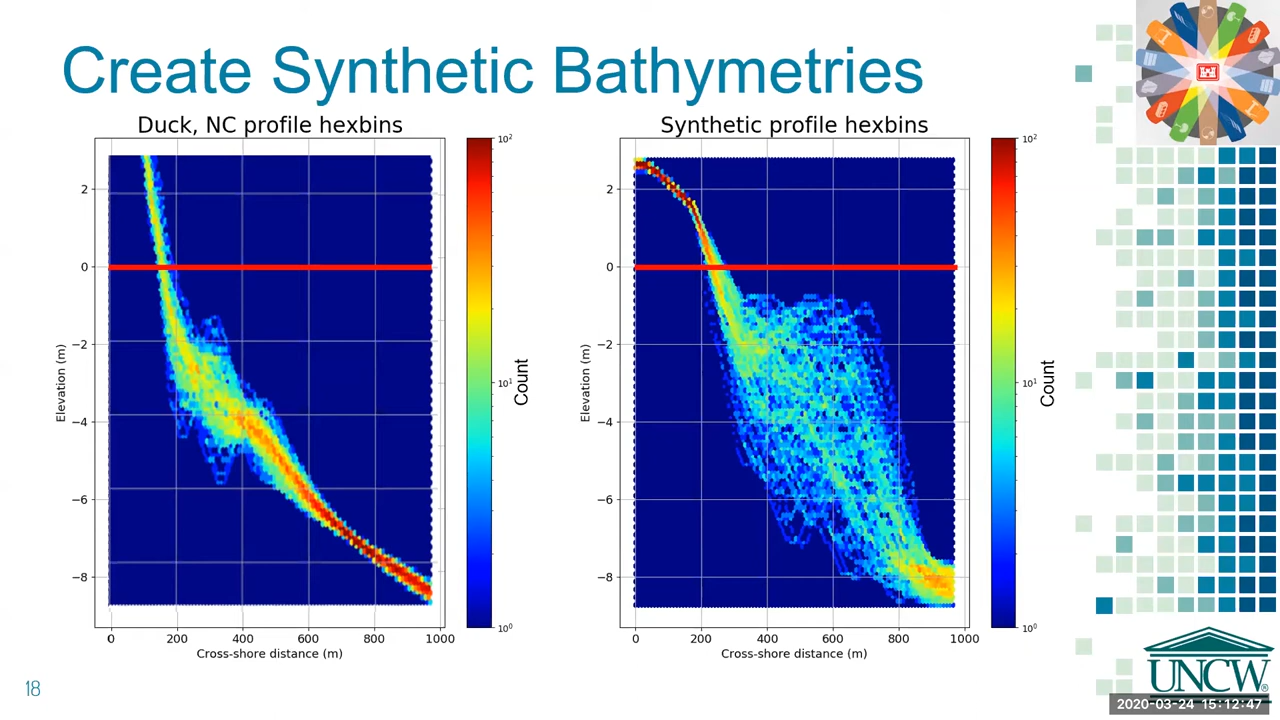 Create Synthetic Bathymetries
Duck, NC profile hexbins
Elevation (m)
2
0
−2
−4
−6
−8
0 200 400 600 800 1000
Cross-shore distance (m)
10²
10¹
10⁰
Count
Synthetic profile hexbins
Elevation (m)
2
0
−2
−4
−6
−8
0 200 400 600 800 1000
Cross-shore distance (m)
10²
10¹
10⁰
Count
18
UNCW®
2020-03-24 15:12:47